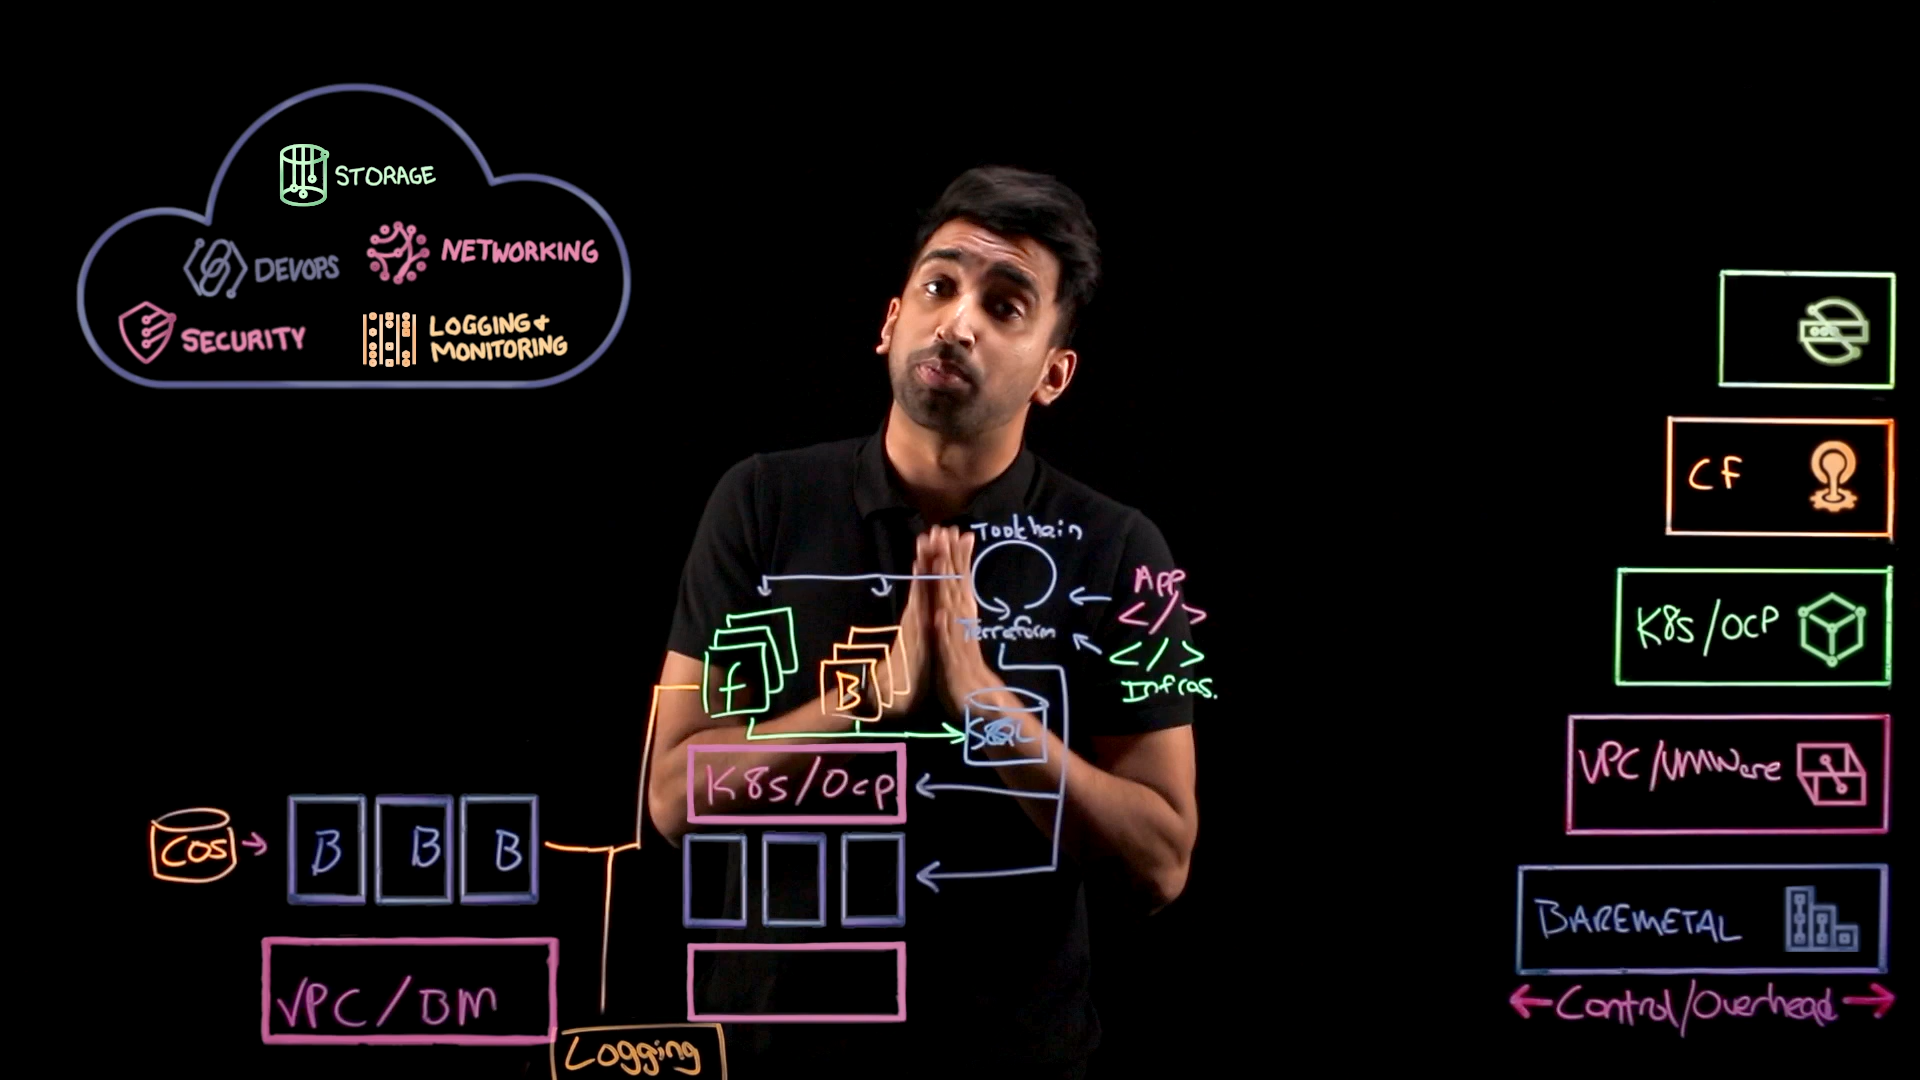 STORAGE
DEVOPS
NETWORKING
SECURITY
LOGGING+
MONITORING
CF
K8s/OCP
VPC/VMWare
BAREMETAL
Control/Overhead
Toolchain
App
</>
Terraform
</>
Infras.
f
B
SQL
K8s/OCP
COS
B
B
B
VPC/BM
Logging